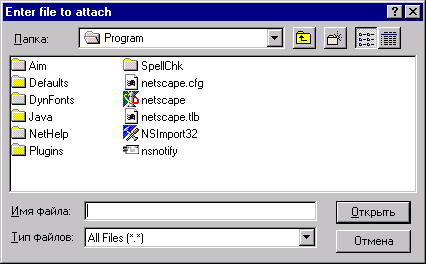 Enter file to attach
Папка: Program
Aim SpellChk
Defaults netscape.cfg
DynFonts netscape
Java netscape.tlb
NetHelp NSImport32
Plugins nsnotify
Имя файла: Открыть
Тип файлов: All Files (*.*) Отмена